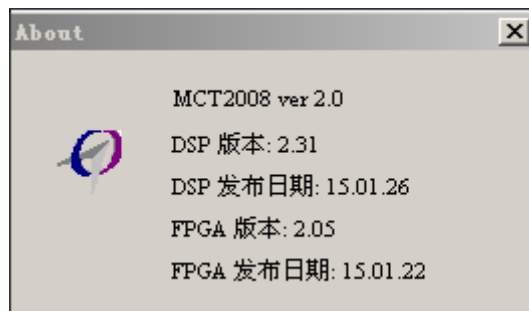 About
MCT2008 ver 2.0
DSP 版本: 2.31
DSP 发布日期: 15.01.26
FPGA 版本: 2.05
FPGA 发布日期: 15.01.22